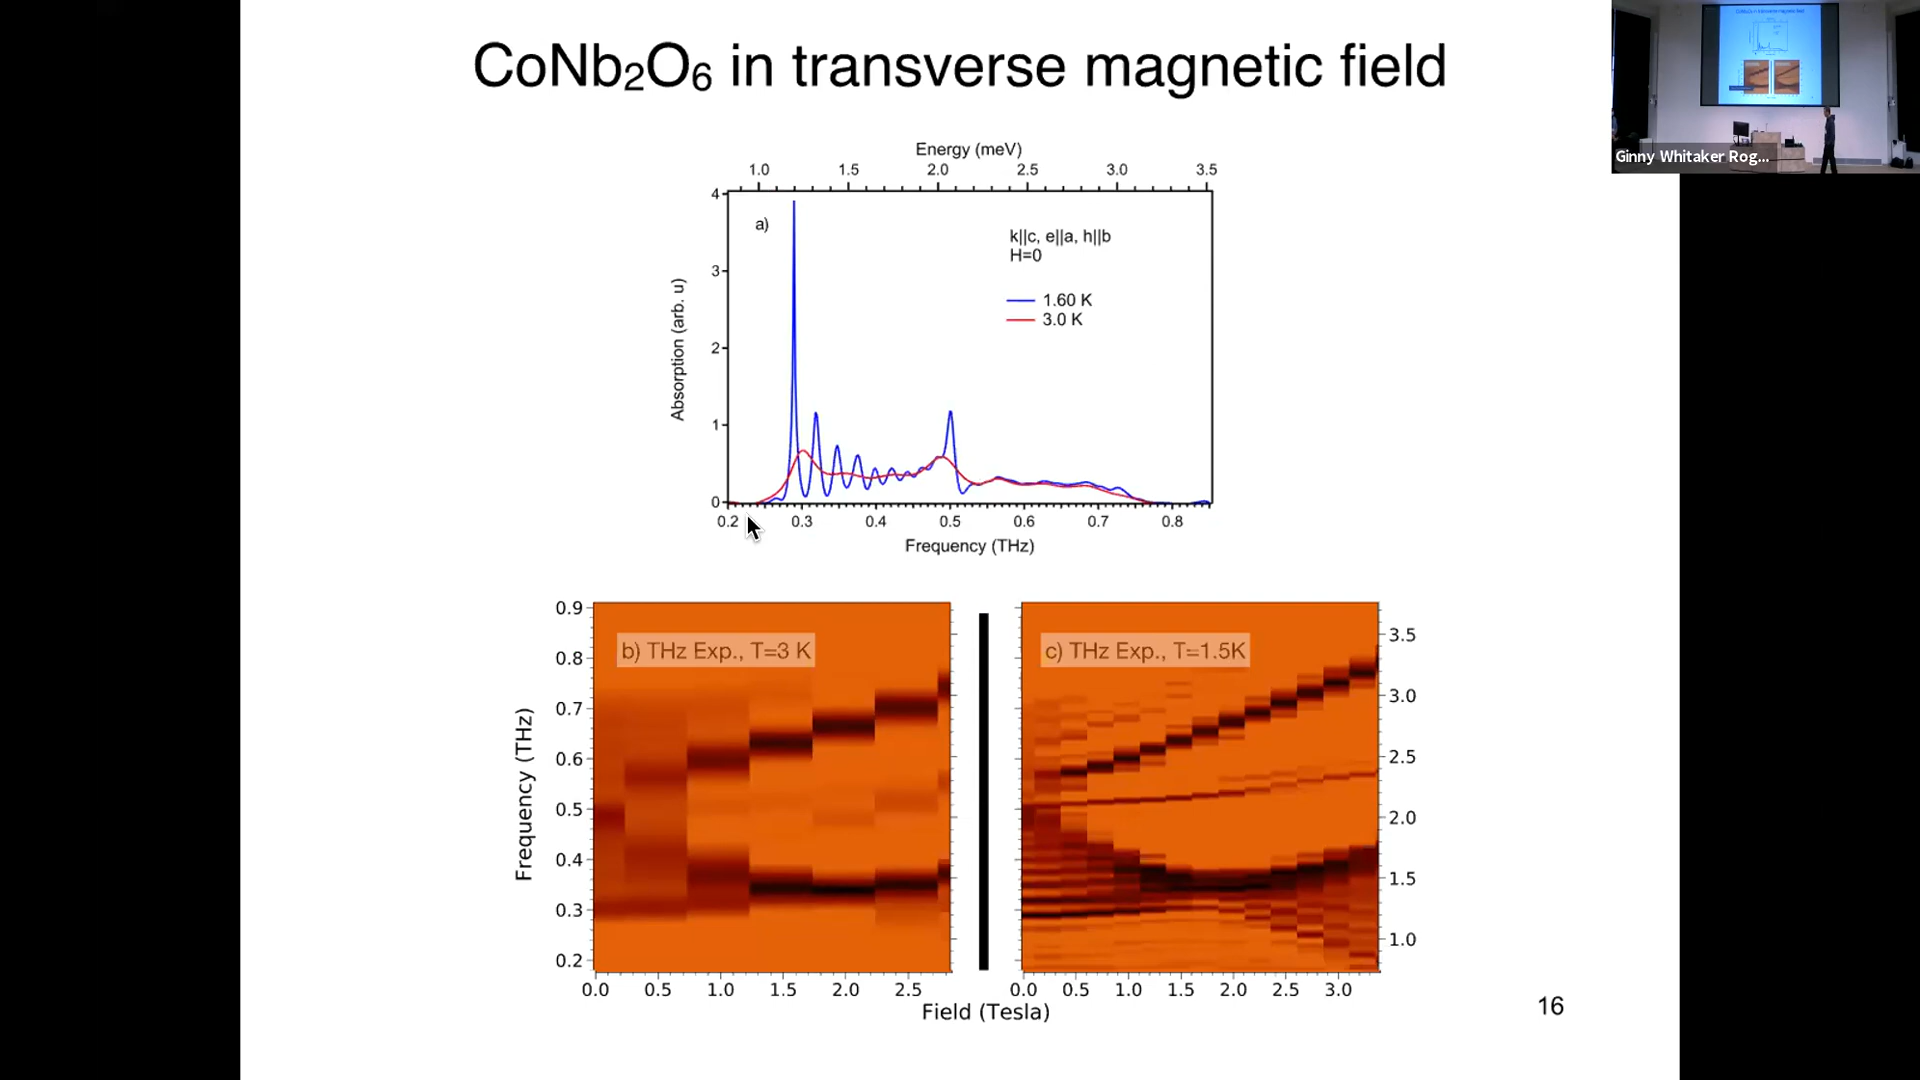 CoNb₂O₆ in transverse magnetic field
Ginny Whitaker Rog...
Energy (meV)
1.0 1.5 2.0 2.5 3.0 3.5
a)
k||c, e||a, h||b
H=0
1.60 K
3.0 K
Absorption (arb. u)
4
3
2
1
0
0.2 0.3 0.4 0.5 0.6 0.7 0.8
Frequency (THz)
b) THz Exp., T=3 K
Frequency (THz)
0.9
0.8
0.7
0.6
0.5
0.4
0.3
0.2
0.0 0.5 1.0 1.5 2.0 2.5
c) THz Exp., T=1.5K
3.5
3.0
2.5
2.0
1.5
1.0
0.0 0.5 1.0 1.5 2.0 2.5 3.0
Field (Tesla)
16